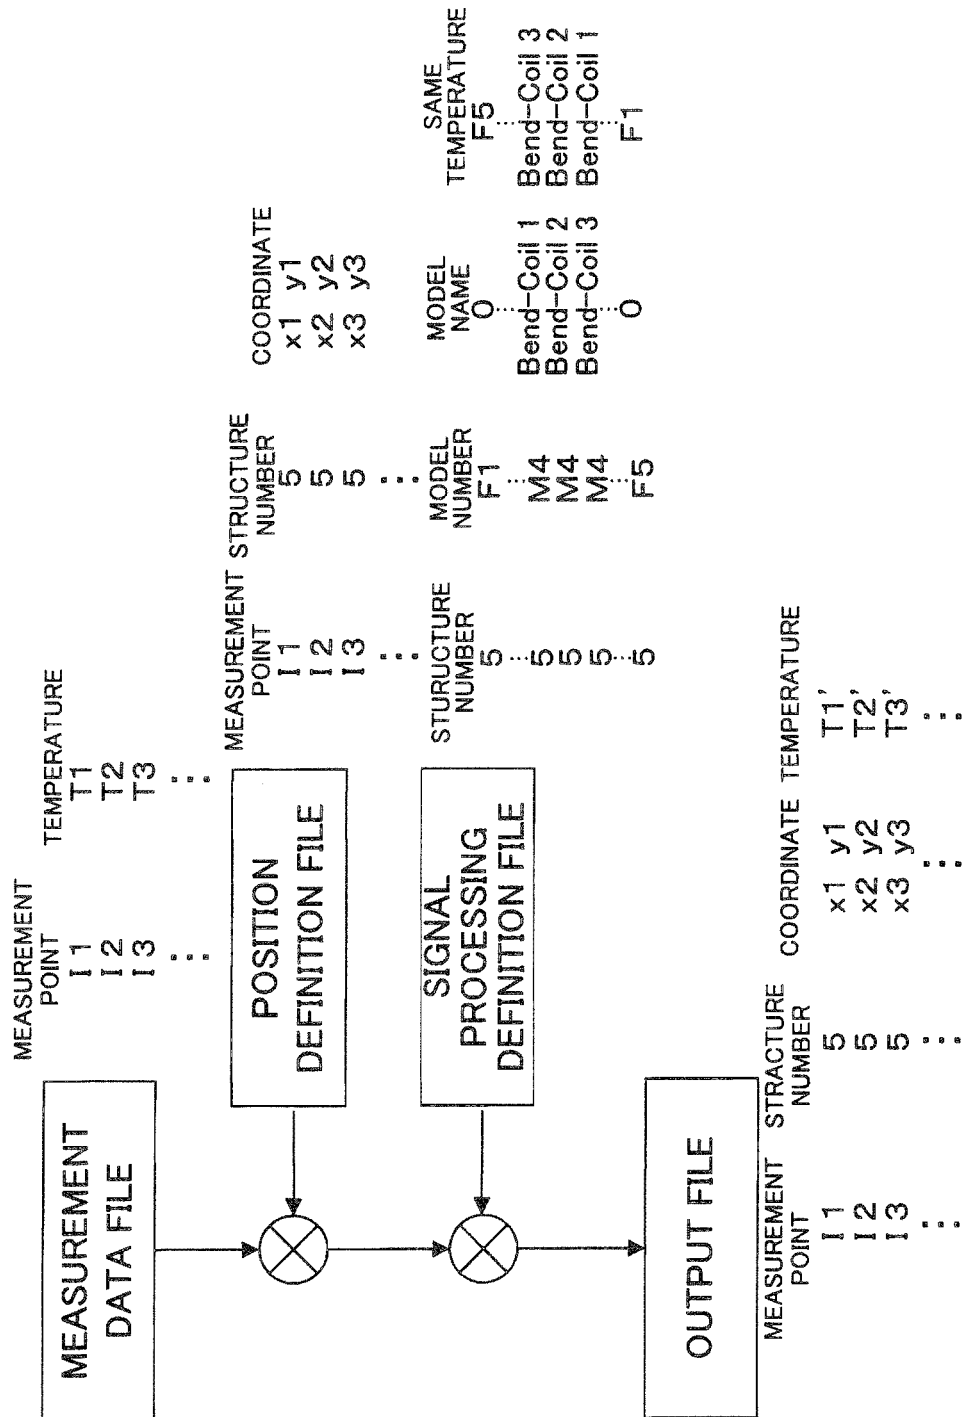 MEASUREMENT
DATA FILE
MEASUREMENT
POINT
TEMPERATURE
I1 T1
I2 T2
I3 T3
⋮ ⋮
POSITION
DEFINITION FILE
MEASUREMENT STRUCTURE
POINT NUMBER COORDINATE
I1 5 x1 y1
I2 5 x2 y2
I3 5 x3 y3
⋮ ⋮
SIGNAL
PROCESSING
DEFINITION FILE
STURUCTURE MODEL MODEL SAME
NUMBER NUMBER NAME TEMPERATURE
5 F1 0 F5
⋮ ⋮ ⋮ ⋮
5 M4 Bend-Coil 1 Bend-Coil 3
5 M4 Bend-Coil 2 Bend-Coil 2
5 M4 Bend-Coil 3 Bend-Coil 1
⋮ ⋮ ⋮ ⋮
5 F5 0 F1
OUTPUT FILE
MEASUREMENT STRACTURE COORDINATE TEMPERATURE
POINT NUMBER
I1 5 x1 y1 T1'
I2 5 x2 y2 T2'
I3 5 x3 y3 T3'
⋮ ⋮ ⋮ ⋮